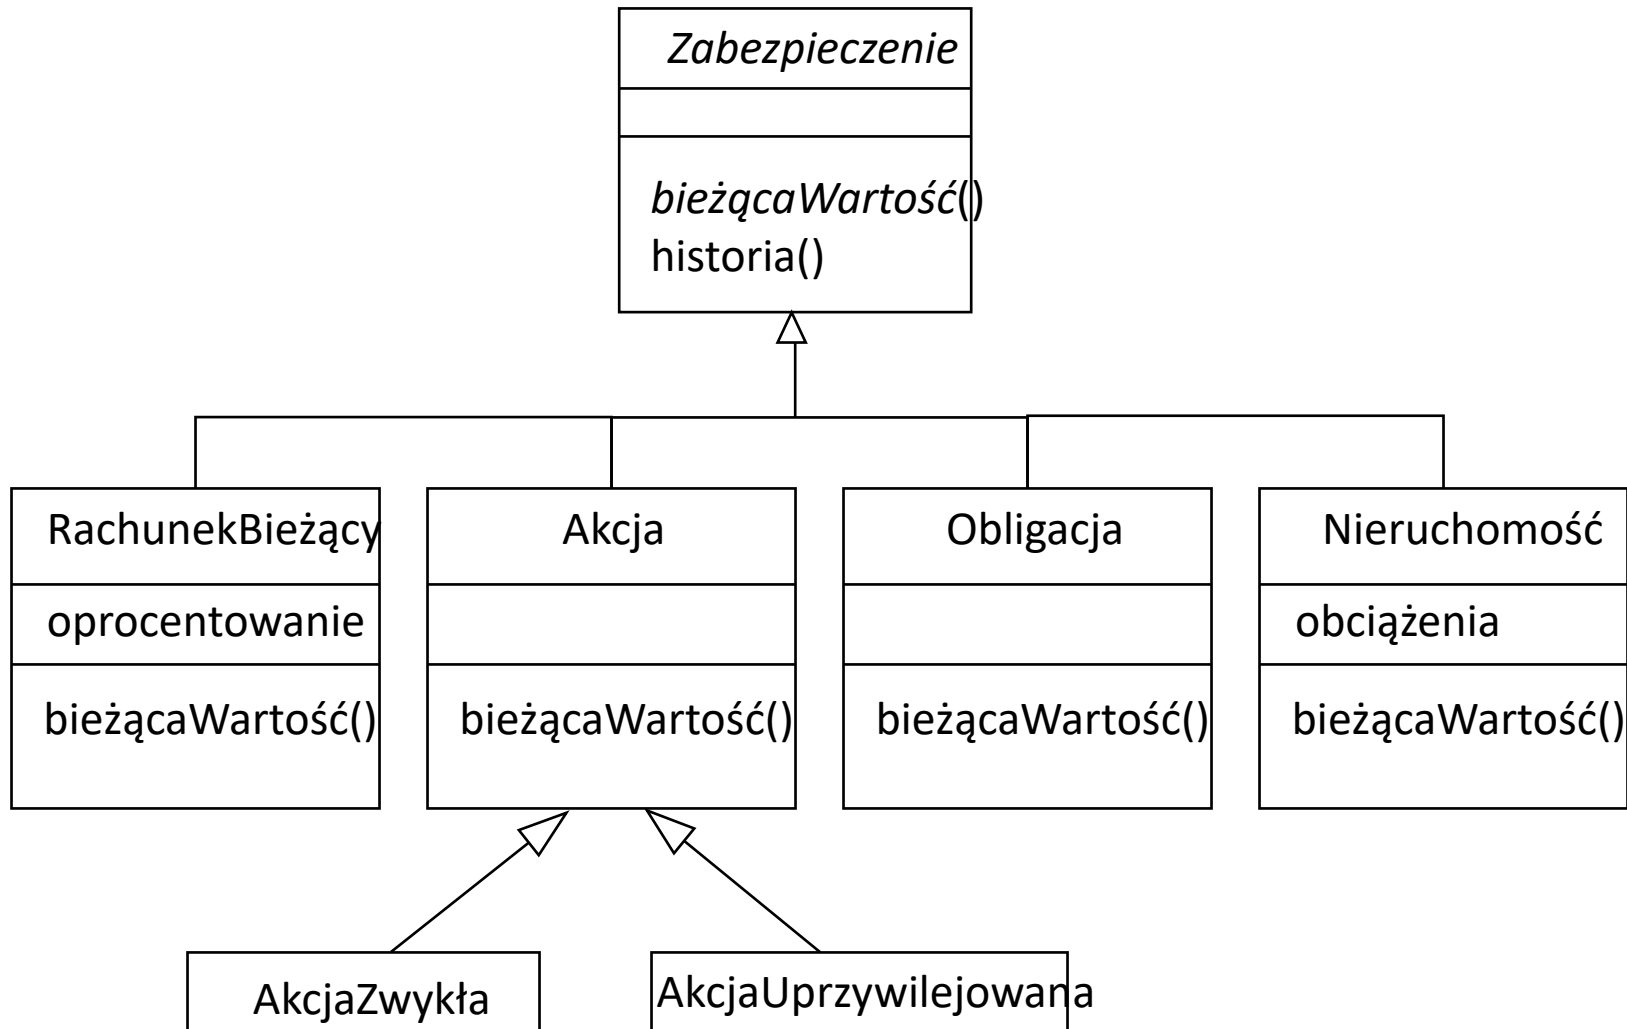 Zabezpieczenie
bieżącaWartość()
historia()
RachunekBieżący
Akcja
Obligacja
Nieruchomość
oprocentowanie
obciążenia
bieżącaWartość()
bieżącaWartość()
bieżącaWartość()
bieżącaWartość()
AkcjaZwykła
AkcjaUprzywilejowana